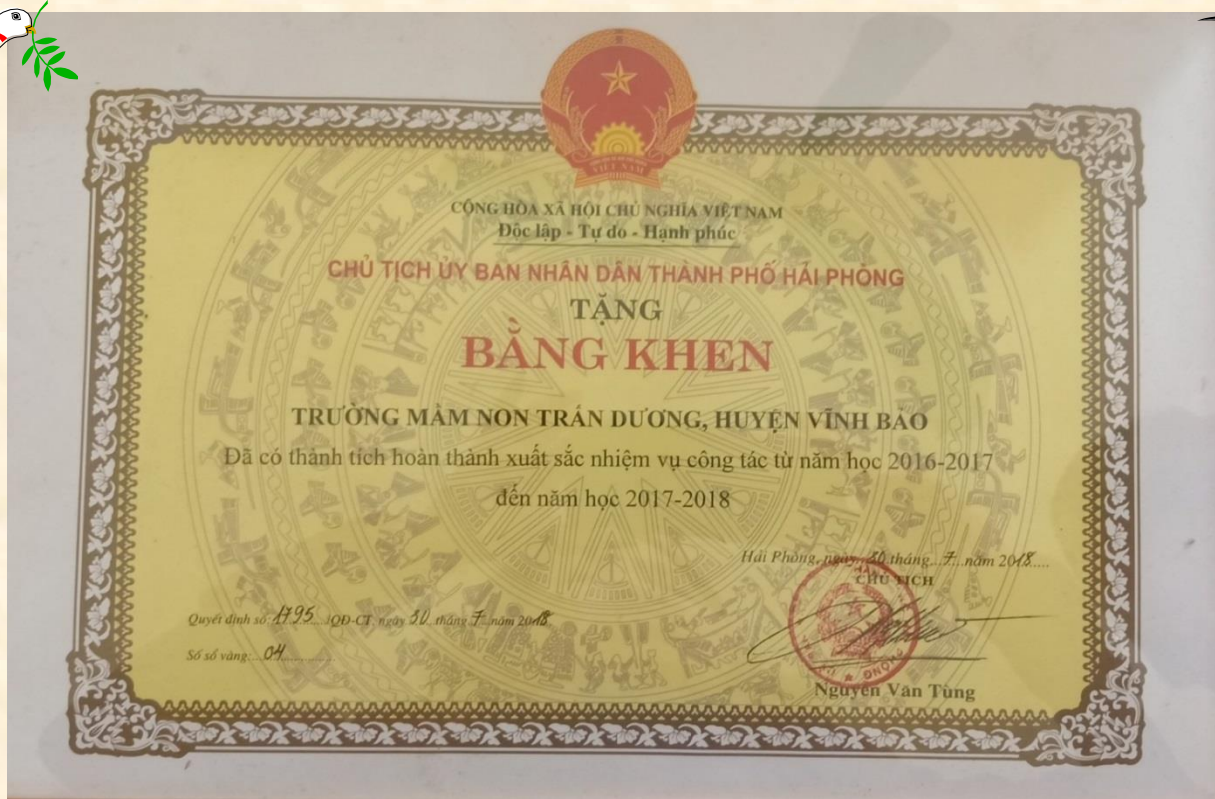 VIỆT NAM
CỘNG HÒA XÃ HỘI CHỦ NGHĨA VIỆT NAM
Độc lập - Tự do - Hạnh phúc
CHỦ TỊCH ỦY BAN NHÂN DÂN THÀNH PHỐ HẢI PHÒNG
TẶNG
BẰNG KHEN
TRƯỜNG MẦM NON TRẤN DƯƠNG, HUYỆN VĨNH BẢO
Đã có thành tích hoàn thành xuất sắc nhiệm vụ công tác từ năm học 2016-2017
đến năm học 2017-2018
Hải Phòng, ngày 30 tháng 7 năm 2018
CHỦ TỊCH
Quyết định số: 1795 /QĐ-CT ngày 30 tháng 7 năm 2018
Số sổ vàng: 04
Nguyễn Văn Tùng